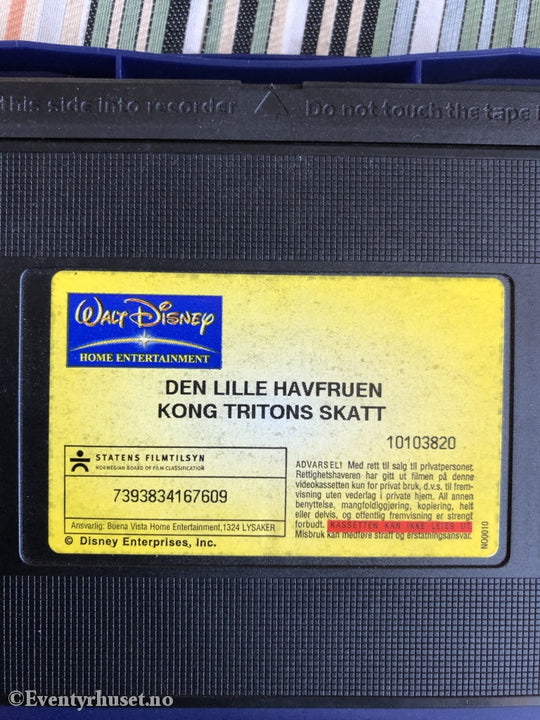 this side into recorder △ Do not touch the tape i
WALT DISNEY
HOME ENTERTAINMENT
DEN LILLE HAVFRUEN
KONG TRITONS SKATT
10103820
STATENS FILMTILSYN
NORWEGIAN BOARD OF FILM CLASSIFICATION
7393834167609
Ansvarlig: Buena Vista Home Entertainment, 1324 LYSAKER
© Disney Enterprises, Inc.
ADVARSEL! Med rett til salg til privatpersoner.
Rettighetshaveren har gitt ut filmen på denne
videokassetten kun for privat bruk, d.v.s. til frem-
visning uten vederlag i private hjem. All annen
benyttelse, mangfoldiggjøring, kopiering, helt
eller delvis, og offentlig fremvisning er strengt
forbudt. KASSETTEN KAN IKKE LEIES UT
Misbruk kan medføre straff og erstatningsansvar.
NO0010
©Eventyrhuset.no